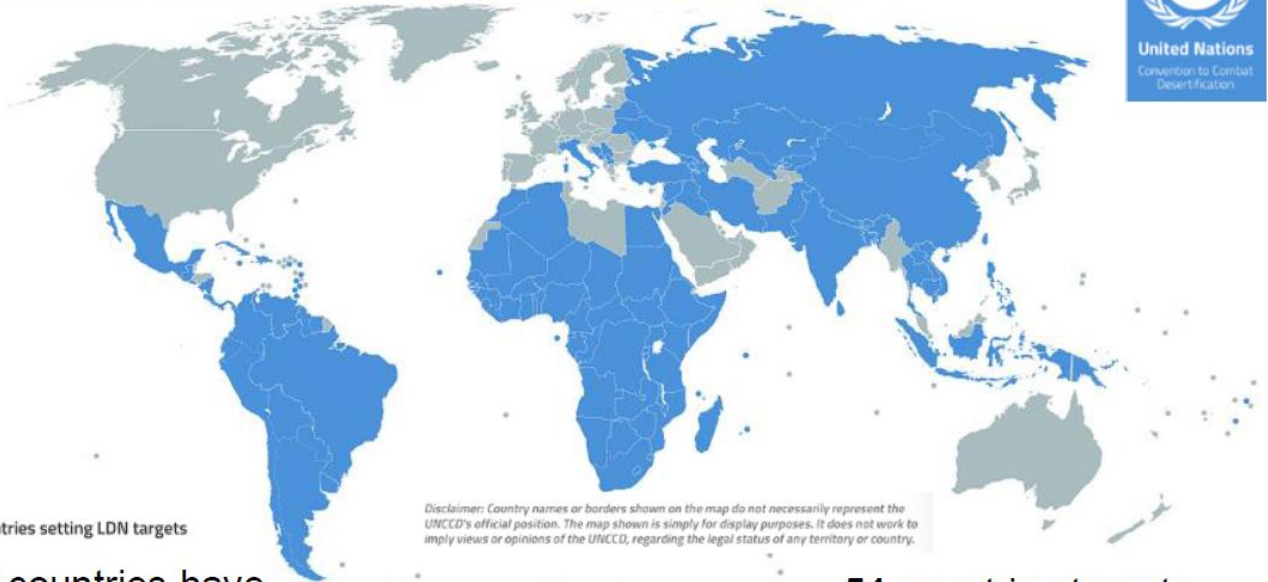 United Nations
Convention to Combat
Desertification
Disclaimer: Country names or borders shown on the map do not necessarily represent the
UNCCD's official position. The map shown is simply for display purposes. It does not work to
imply views or opinions of the UNCCD, regarding the legal status of any territory or country.
setting LDN targets
countries have